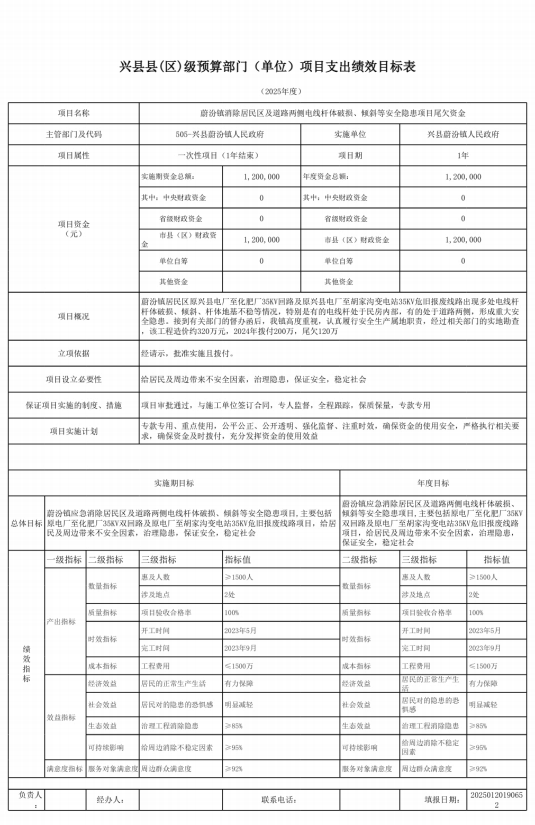 兴县县(区)级预算部门（单位）项目支出绩效目标表
（2025年度）
项目名称 蔚汾镇消除居民区及道路两侧电线杆体破损、倾斜等安全隐患项目尾欠资金
主管部门及代码 505-兴县蔚汾镇人民政府 实施单位 兴县蔚汾镇人民政府
项目属性 一次性项目（1年结束） 项目期 1年
项目资金（元） 实施期资金总额： 1,200,000 年度资金总额： 1,200,000
其中：中央财政资金 0 其中：中央财政资金 0
省级财政资金 0 省级财政资金 0
市县（区）财政资金 1,200,000 市县（区）财政资金 1,200,000
单位自筹 0 单位自筹 0
其他资金 其他资金
项目概况 蔚汾镇居民区原兴县电厂至化肥厂35KV回路及原兴县电厂至胡家沟变电站35KV危旧报废线路出现多处电线杆
杆体破损、倾斜、杆体地基不稳等情况，特别是有的电线杆处于民房内部，有的处于道路两侧，形成重大安
全隐患。接到有关部门的督办函后，我镇高度重视，认真履行安全生产属地职责，经过相关部门的实地勘查
，该工程造价约320万元，2024年拨付200万，尾欠120万
立项依据 经请示，批准实施且拨付。
项目设立必要性 给居民及周边带来不安全因素，治理隐患，保证安全，稳定社会
保证项目实施的制度、措施 项目审批通过，与施工单位签订合同，专人监督，全程跟踪，保质保量，专款专用
项目实施计划 专款专用、重点使用，公平公正、公开透明、强化监督、注重时效，确保资金的使用安全，严格执行相关要
求，确保资金及时拨付，充分发挥资金的使用效益
实施期目标 年度目标
总体目标 蔚汾镇应急消除居民区及道路两侧电线杆体破损、倾斜等安全隐患项目,主要包括
原电厂至化肥厂35KV双回路及原电厂至胡家沟变电站35KV危旧报废线路项目，给居
民及周边带来不安全因素，治理隐患，保证安全，稳定社会
蔚汾镇应急消除居民区及道路两侧电线杆体破损、
倾斜等安全隐患项目,主要包括原电厂至化肥厂35KV
双回路及原电厂至胡家沟变电站35KV危旧报废线路
项目，给居民及周边带来不安全因素，治理隐患，
保证安全，稳定社会
绩效指标 一级指标 二级指标 三级指标 指标值 二级指标 三级指标 指标值
产出指标 数量指标 惠及人数 ≥1500人 数量指标 惠及人数 ≥1500人
涉及地点 2处 涉及地点 2处
质量指标 项目验收合格率 100% 质量指标 项目验收合格率 100%
时效指标 开工时间 2023年5月 时效指标 开工时间 2023年5月
完工时间 2023年9月 完工时间 2023年9月
成本指标 工程费用 ≤1500万 成本指标 工程费用 ≤1500万
效益指标 经济效益 居民的正常生产生活 有力保障 经济效益 居民的正常生产生活 有力保障
社会效益 居民对的隐患的恐惧感 明显减轻 社会效益 居民对的隐患的恐惧感 明显减轻
生态效益 治理工程消除隐患 ≥85% 生态效益 治理工程消除隐患 ≥85%
可持续影响 给周边消除不稳定因素 ≥95% 可持续影响 给周边消除不稳定因素 ≥95%
满意度指标 服务对象满意度 周边群众满意度 ≥92% 服务对象满意度 周边群众满意度 ≥92%
负责人： 经办人： 联系电话： 填报日期： 20250120190652